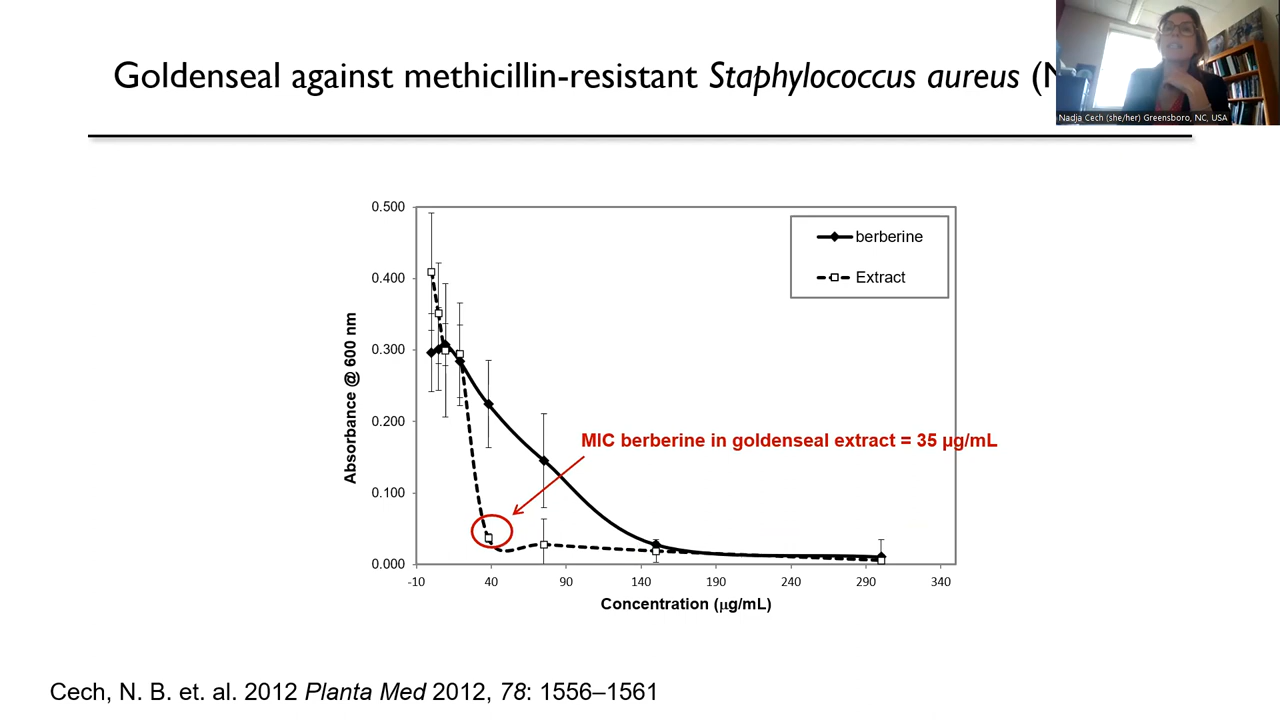 Goldenseal against methicillin-resistant Staphylococcus aureus (
Nadja Cech (she/her) Greensboro, NC, USA
0.500
0.400
0.300
0.200
0.100
0.000
Absorbance @ 600 nm
berberine
Extract
MIC berberine in goldenseal extract = 35 µg/mL
-10 40 90 140 190 240 290 340
Concentration (µg/mL)
Cech, N. B. et. al. 2012 Planta Med 2012, 78: 1556–1561